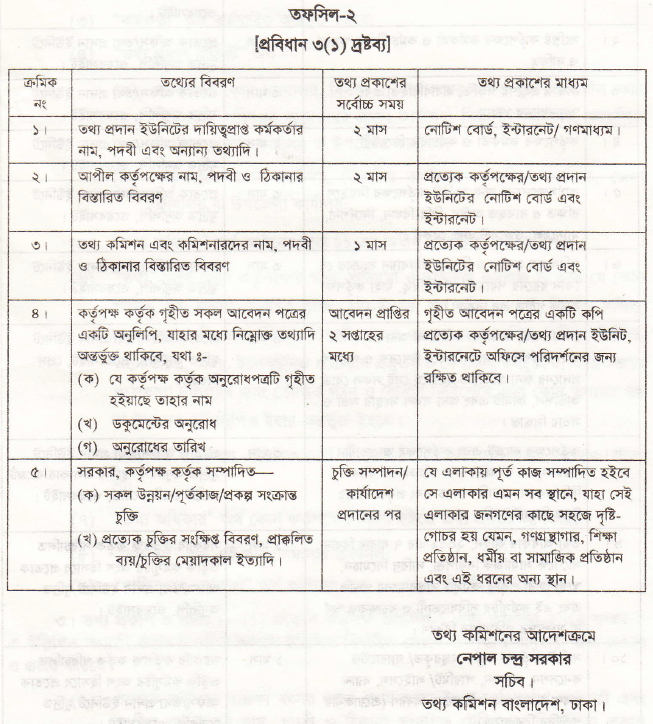 তফসিল-২
[প্রবিধান ৩(১) দ্রষ্টব্য]
ক্রমিক নং তথ্যের বিবরণ তথ্য প্রকাশের সর্বোচ্চ সময় তথ্য প্রকাশের মাধ্যম
১। তথ্য প্রদান ইউনিটের দায়িত্বপ্রাপ্ত কর্মকর্তার ২ মাস নোটিশ বোর্ড, ইন্টারনেট/ গণমাধ্যম।
নাম, পদবী এবং অন্যান্য তথ্যাদি।
২। আপীল কর্তৃপক্ষের নাম, পদবী ও ঠিকানার ২ মাস প্রত্যেক কর্তৃপক্ষের/তথ্য প্রদান
বিস্তারিত বিবরণ ইউনিটের নোটিশ বোর্ড এবং
ইন্টারনেট।
৩। তথ্য কমিশন এবং কমিশনারদের নাম, পদবী ১ মাস প্রত্যেক কর্তৃপক্ষের/তথ্য প্রদান
ও ঠিকানার বিস্তারিত বিবরণ ইউনিটের নোটিশ বোর্ড এবং
ইন্টারনেট।
৪। কর্তৃপক্ষ কর্তৃক গৃহীত সকল আবেদন পত্রের আবেদন প্রাপ্তির গৃহীত আবেদন পত্রের একটি কপি
একটি অনুলিপি, যাহার মধ্যে নিম্নোক্ত তথ্যাদি ২ সপ্তাহের প্রত্যেক কর্তৃপক্ষের/তথ্য প্রদান ইউনিট,
অন্তর্ভুক্ত থাকিবে, যথা ঃ- মধ্যে ইন্টারনেটে অফিসে পরিদর্শনের জন্য
(ক) যে কর্তৃপক্ষ কর্তৃক অনুরোধপত্রটি গৃহীত রক্ষিত থাকিবে।
হইয়াছে তাহার নাম
(খ) ডকুমেন্টের অনুরোধ
(গ) অনুরোধের তারিখ
৫। সরকার, কর্তৃপক্ষ কর্তৃক সম্পাদিত— চুক্তি সম্পাদন/ যে এলাকায় পূর্ত কাজ সম্পাদিত হইবে
(ক) সকল উন্নয়ন/পূর্তকাজ/প্রকল্প সংক্রান্ত কার্যাদেশ সে এলাকার এমন সব স্থানে, যাহা সেই
চুক্তি প্রদানের পর এলাকার জনগণের কাছে সহজে দৃষ্টি-
(খ) প্রত্যেক চুক্তির সংক্ষিপ্ত বিবরণ, প্রাক্কলিত গোচর হয় যেমন, গণগ্রন্থাগার, শিক্ষা
ব্যয়/চুক্তির মেয়াদকাল ইত্যাদি। প্রতিষ্ঠান, ধর্মীয় বা সামাজিক প্রতিষ্ঠান
এবং এই ধরনের অন্য স্থান।
তথ্য কমিশনের আদেশক্রমে
নেপাল চন্দ্র সরকার
সচিব।
তথ্য কমিশন বাংলাদেশ, ঢাকা।